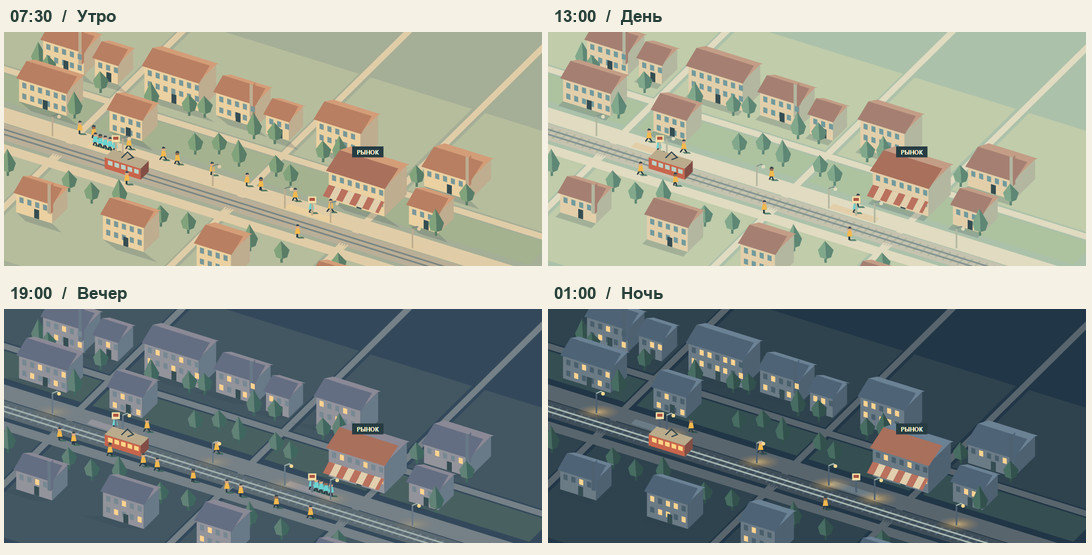 07:30 / Утро
13:00 / День
РЫНОК
РЫНОК
19:00 / Вечер
01:00 / Ночь
РЫНОК
РЫНОК